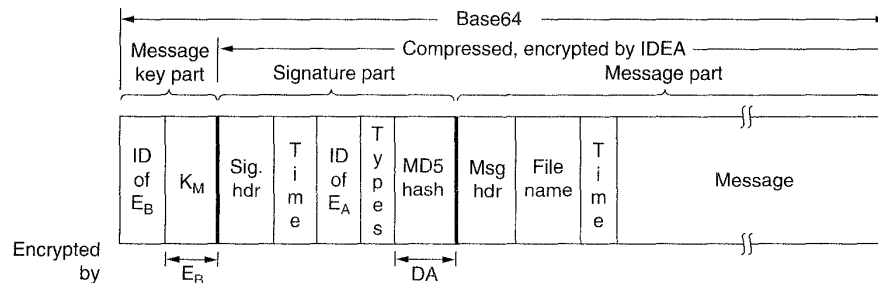 Base64
Message
key part
Compressed, encrypted by IDEA
Signature part
Message part
ID
of
E_B
K_M
Sig.
hdr
T
i
m
e
ID
of
E_A
T
y
p
e
s
MD5
hash
Msg
hdr
File
name
T
i
m
e
Message
Encrypted
by
E_B
DA